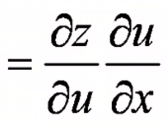 = ∂z/∂u ∂u/∂x